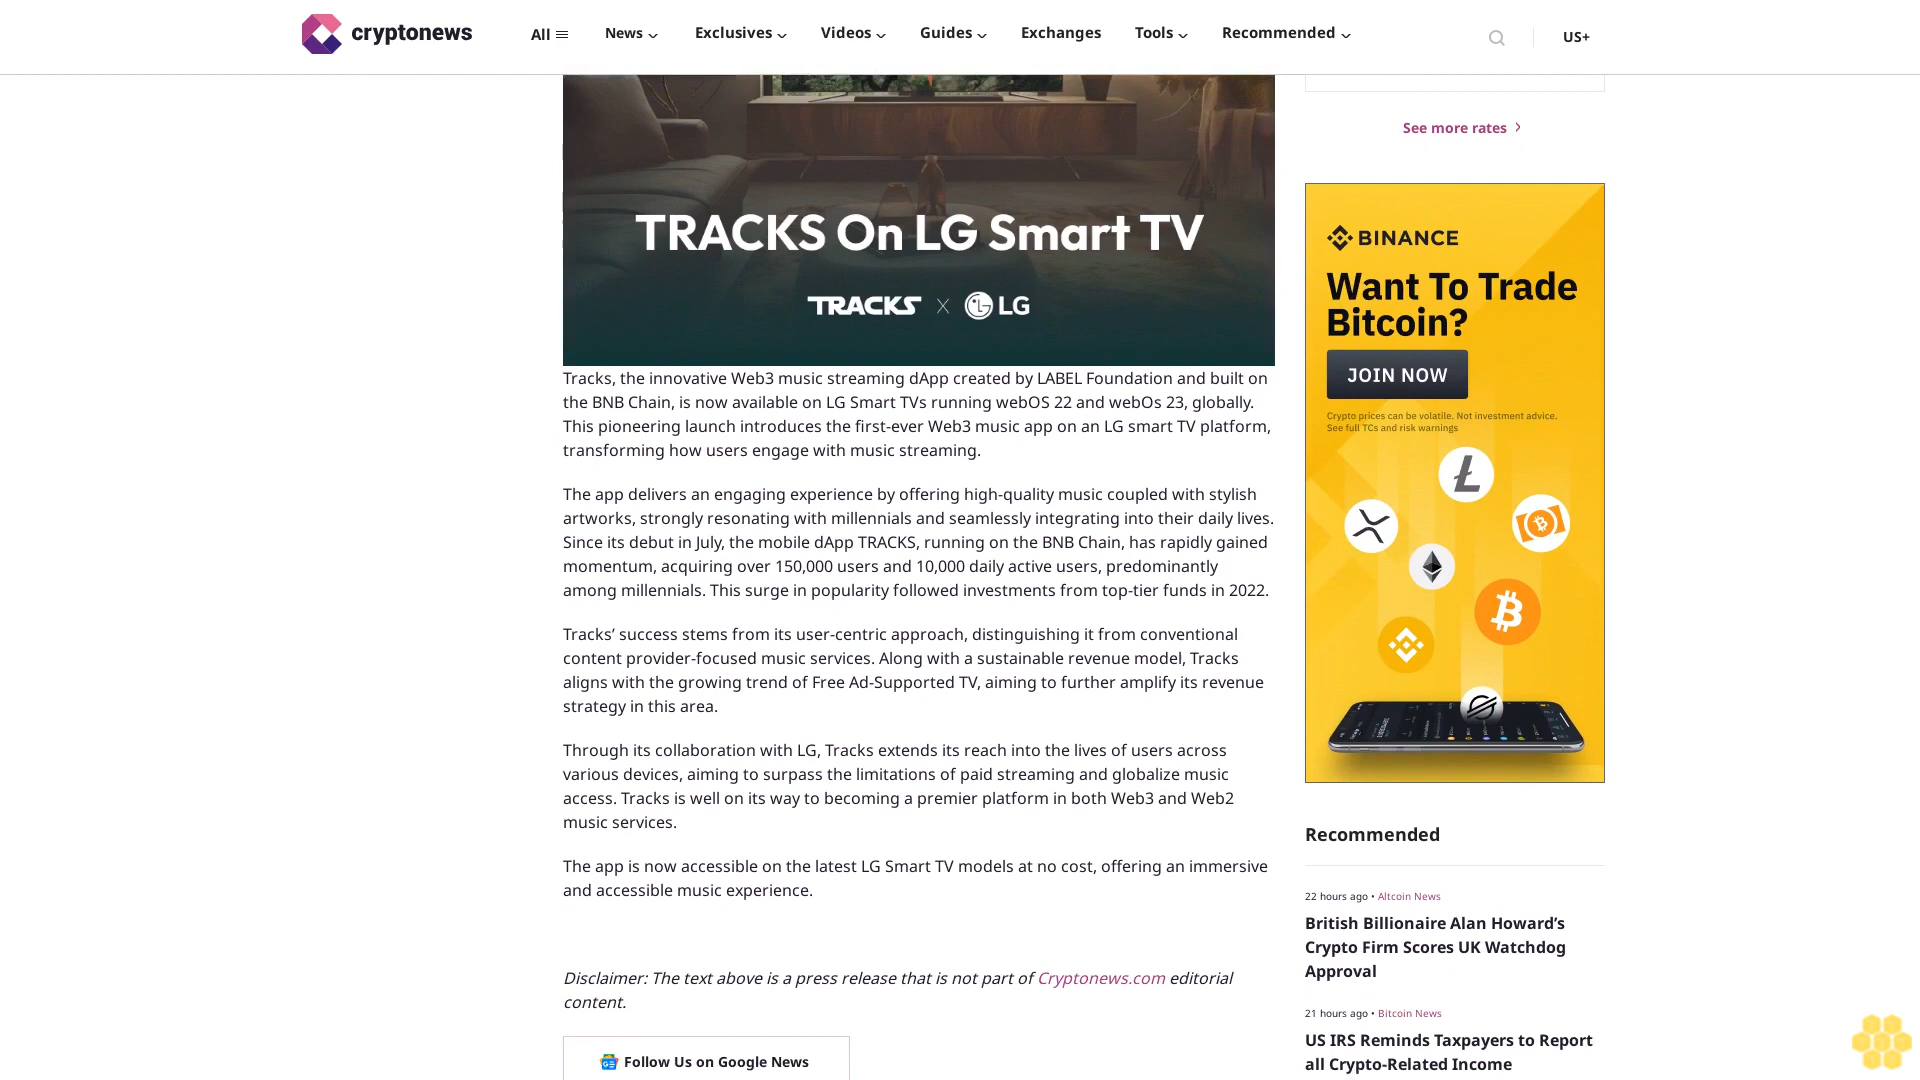 cryptonews
All
News
Exclusives
Videos
Guides
Exchanges
Tools
Recommended
US+
TRACKS On LG Smart TV
TRACKS X LG
Tracks, the innovative Web3 music streaming dApp created by LABEL Foundation and built on
the BNB Chain, is now available on LG Smart TVs running webOS 22 and webOs 23, globally.
This pioneering launch introduces the first-ever Web3 music app on an LG smart TV platform,
transforming how users engage with music streaming.
The app delivers an engaging experience by offering high-quality music coupled with stylish
artworks, strongly resonating with millennials and seamlessly integrating into their daily lives.
Since its debut in July, the mobile dApp TRACKS, running on the BNB Chain, has rapidly gained
momentum, acquiring over 150,000 users and 10,000 daily active users, predominantly
among millennials. This surge in popularity followed investments from top-tier funds in 2022.
Tracks’ success stems from its user-centric approach, distinguishing it from conventional
content provider-focused music services. Along with a sustainable revenue model, Tracks
aligns with the growing trend of Free Ad-Supported TV, aiming to further amplify its revenue
strategy in this area.
Through its collaboration with LG, Tracks extends its reach into the lives of users across
various devices, aiming to surpass the limitations of paid streaming and globalize music
access. Tracks is well on its way to becoming a premier platform in both Web3 and Web2
music services.
The app is now accessible on the latest LG Smart TV models at no cost, offering an immersive
and accessible music experience.
Disclaimer: The text above is a press release that is not part of Cryptonews.com editorial
content.
Follow Us on Google News
See more rates
BINANCE
Want To Trade
Bitcoin?
JOIN NOW
Crypto prices can be volatile. Not investment advice.
See full TCs and risk warnings
Recommended
22 hours ago • Altcoin News
British Billionaire Alan Howard’s
Crypto Firm Scores UK Watchdog
Approval
21 hours ago • Bitcoin News
US IRS Reminds Taxpayers to Report
all Crypto-Related Income